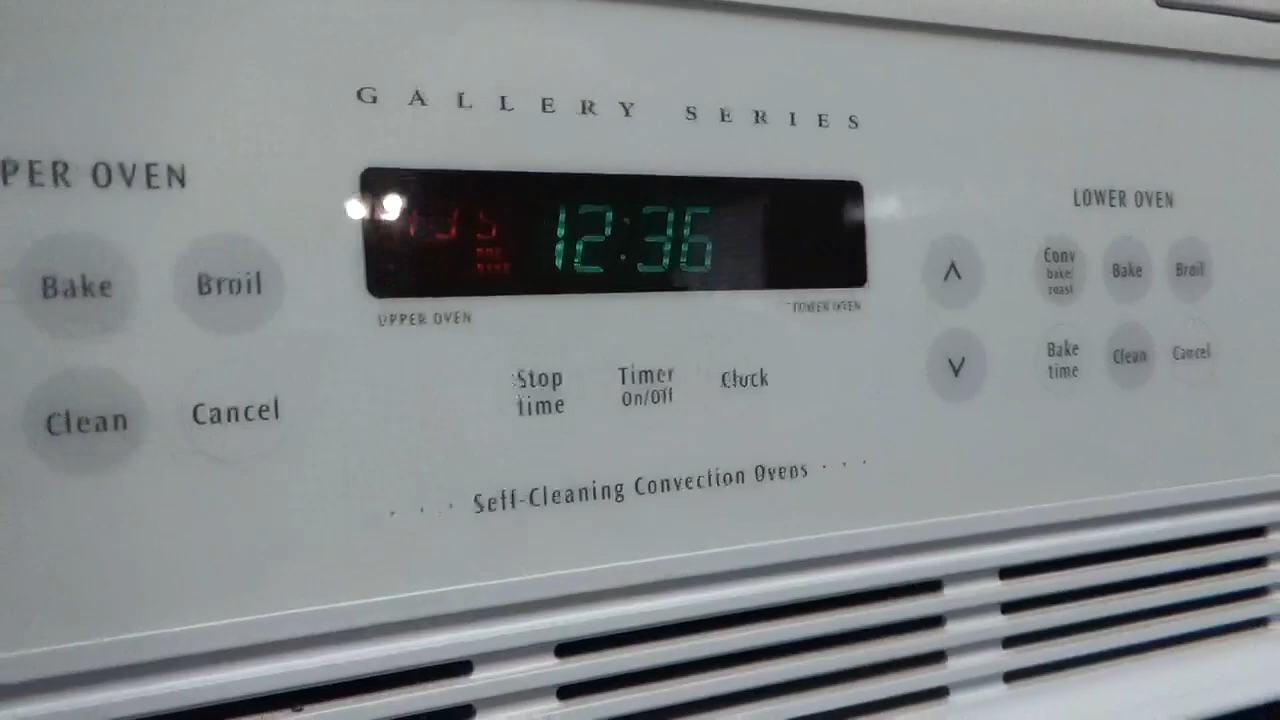 GALLERY SERIES
PER OVEN
Bake
Broil
Clean
Cancel
12:36
UPPER OVEN
LOWER OVEN
Stop time
Timer On/Off
Clock
Self-Cleaning Convection Ovens
LOWER OVEN
Conv bake/ roast
Bake
Broil
Bake time
Clean
Cancel